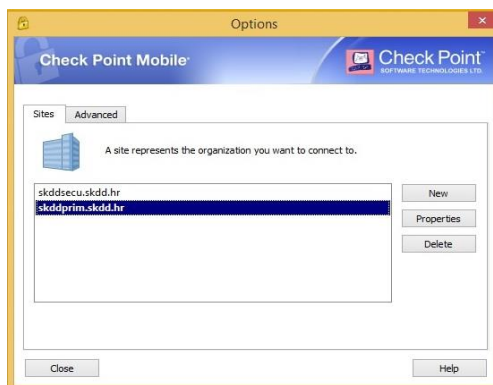 Options
Check Point Mobile
Check Point
SOFTWARE TECHNOLOGIES LTD.
Sites Advanced
A site represents the organization you want to connect to.
skddsecu.skdd.hr
skddprim.skdd.hr
New
Properties
Delete
Close Help